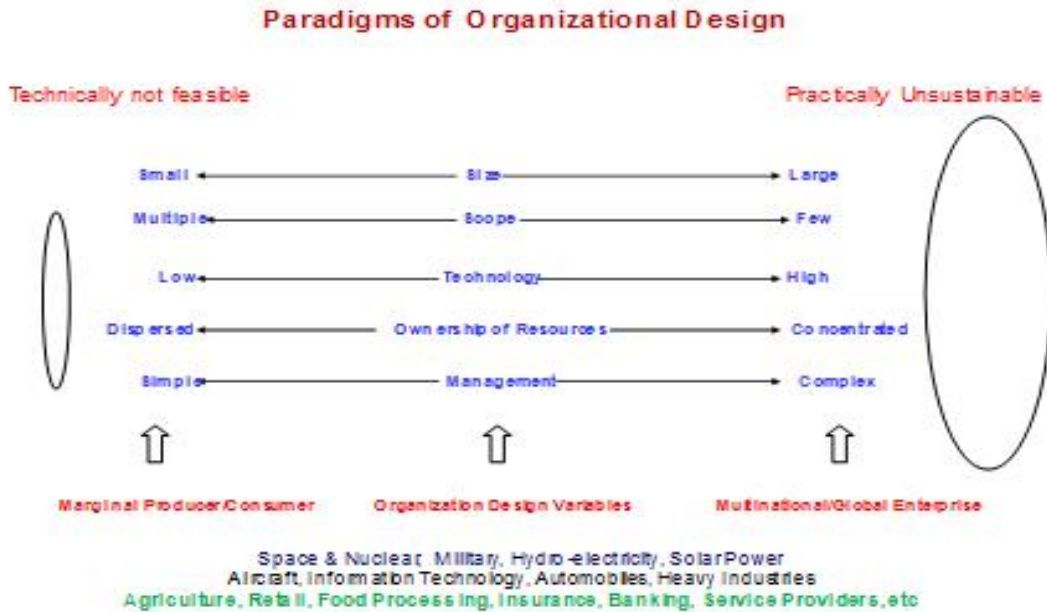 Paradigms of Organizational Design
Technically not feasible Practically Unsustainable
Small Size Large
Multiple Scope Few
Low Technology High
Dispersed Ownership of Resources Concentrated
Simple Management Complex
Marginal Producer/Consumer Organization Design Variables Multinational/Global Enterprise
Space & Nuclear, Military, Hydro-electricity, Solar Power
Aircraft, Information Technology, Automobiles, Heavy Industries
Agriculture, Retail, Food Processing, Insurance, Banking, Service Providers, etc